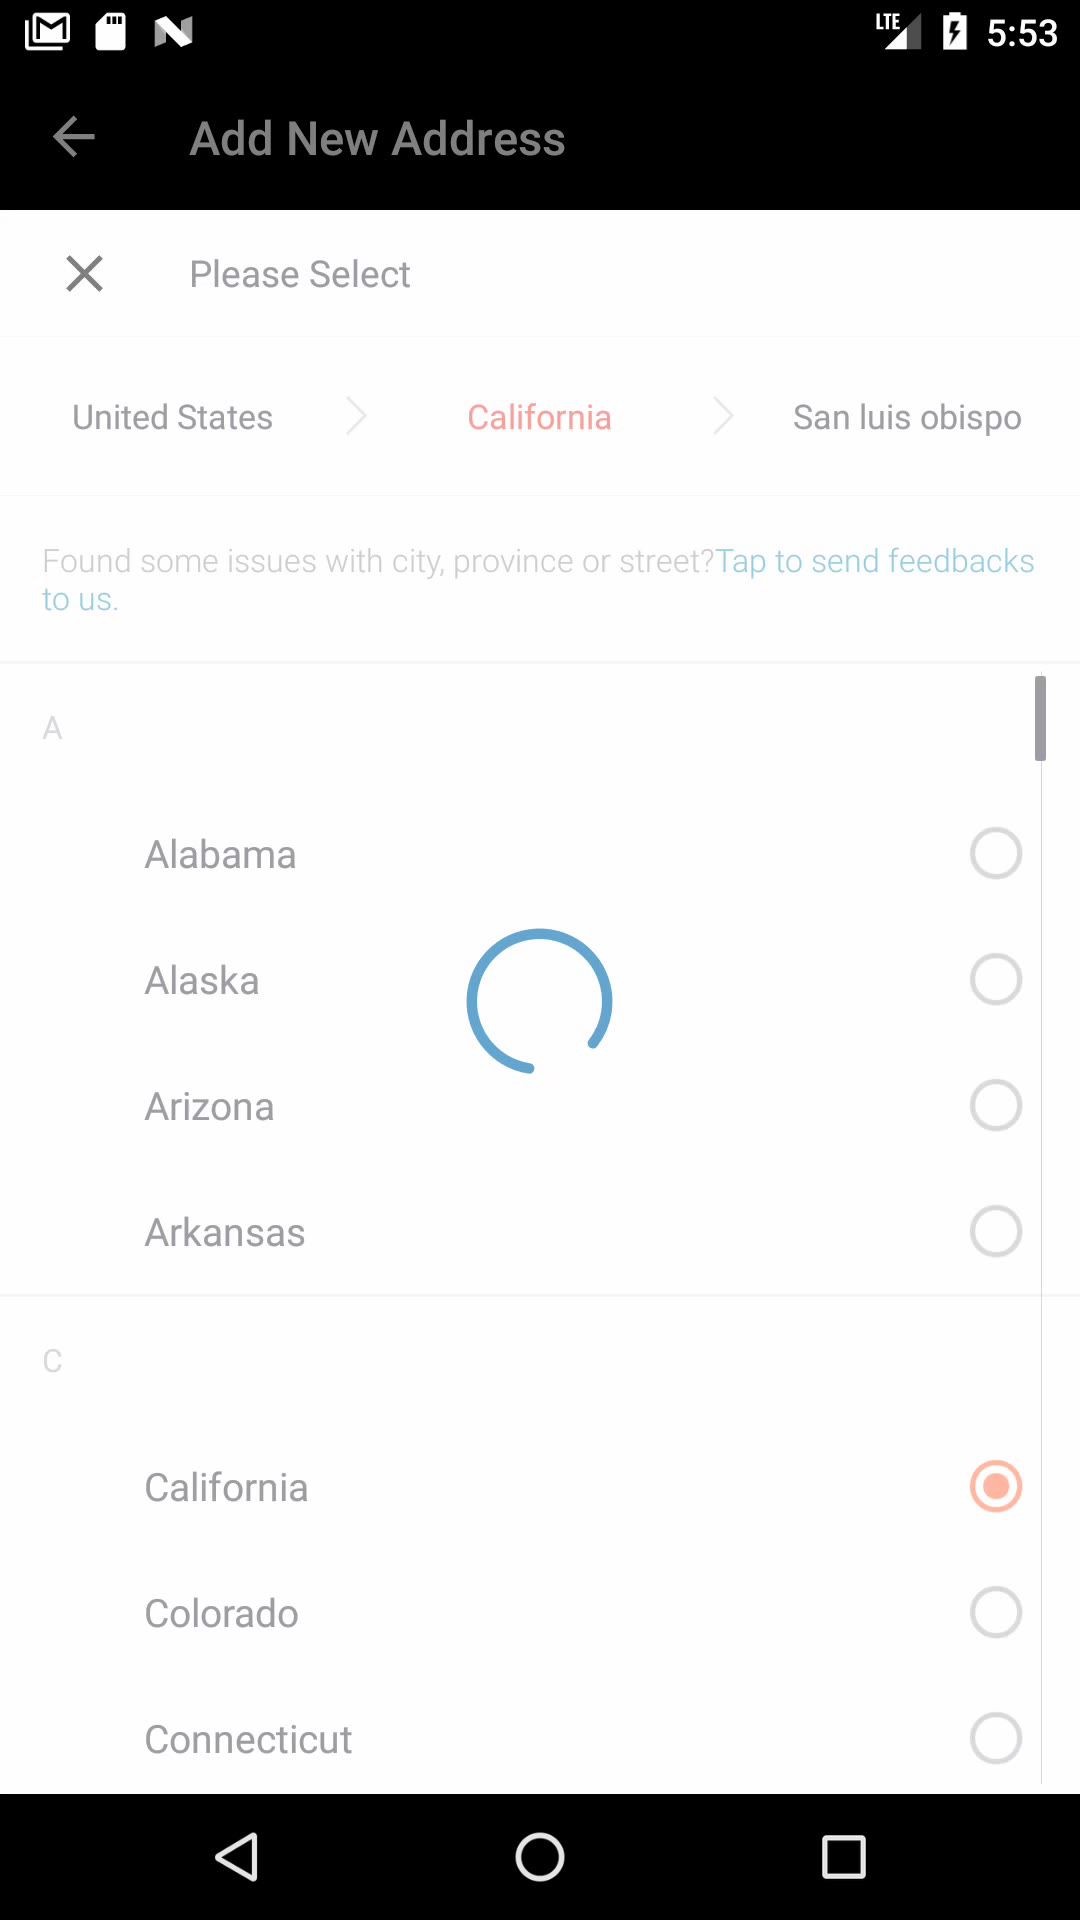 LTE 5:53
Add New Address
Please Select
United States California San luis obispo
Found some issues with city, province or street?Tap to send feedbacks
to us.
A
Alabama
Alaska
Arizona
Arkansas
C
California
Colorado
Connecticut